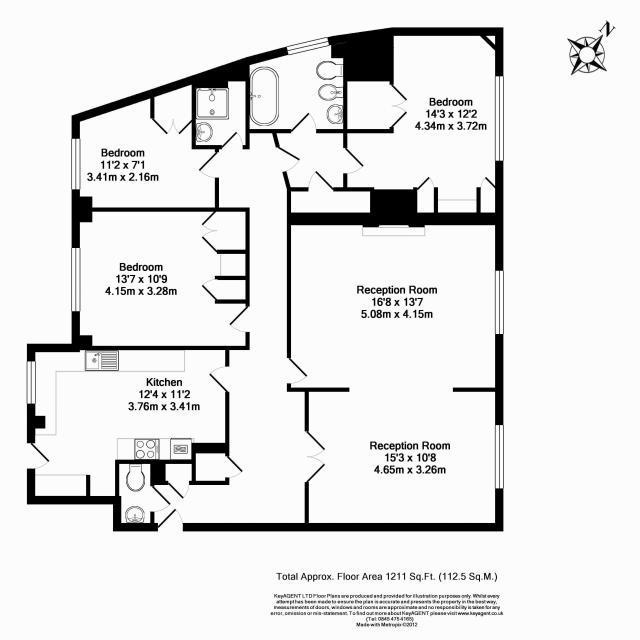 N
Bedroom
14'3 x 12'2
4.34m x 3.72m
Bedroom
11'2 x 7'1
3.41m x 2.16m
Bedroom
13'7 x 10'9
4.15m x 3.28m
Reception Room
16'8 x 13'7
5.08m x 4.15m
Kitchen
12'4 x 11'2
3.76m x 3.41m
Reception Room
15'3 x 10'8
4.65m x 3.26m
Total Approx. Floor Area 1211 Sq.Ft. (112.5 Sq.M.)
KeyAGENT LTD Floor Plans are produced and provided for illustration purposes only. Whilst every
attempt has been made to ensure the plan is accurate and presents the property in the best way,
measurements of doors, windows and rooms are approximate and no responsibility is taken for any
error, omission or mis-statement. To find out more about KeyAGENT please visit www.keyagent.co.uk
(Tel: 0845 475 4165)
Made with Metropix ©2012